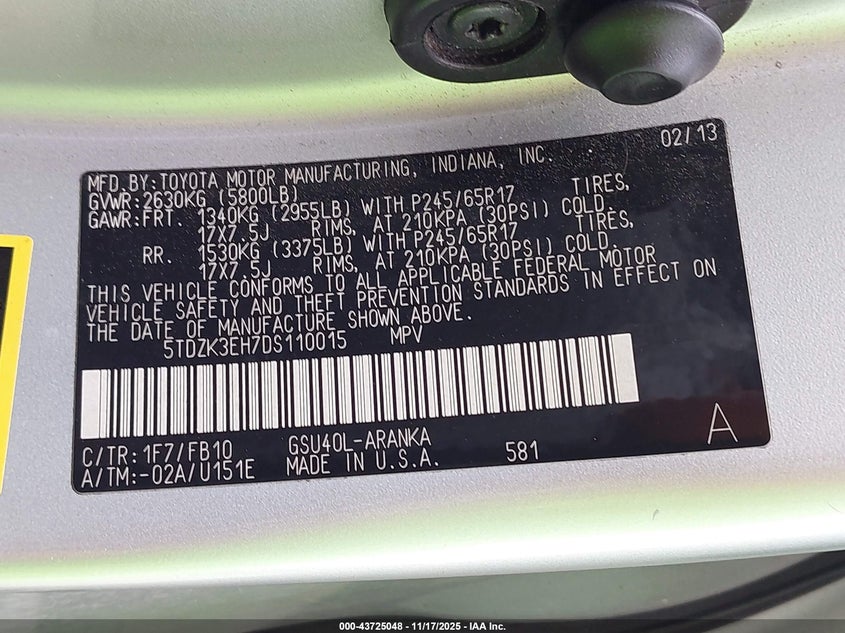 02/13
MFD.BY:TOYOTA MOTOR MANUFACTURING, INDIANA, INC.
GVWR:2630KG (5800LB)
GAWR:FRT. 1340KG (2955LB) WITH P245/65R17 TIRES,
17X7.5J RIMS, AT 210KPA (30PSI) COLD.
RR. 1530KG (3375LB) WITH P245/65R17 TIRES,
17X7.5J RIMS, AT 210KPA (30PSI) COLD.
THIS VEHICLE CONFORMS TO ALL APPLICABLE FEDERAL MOTOR
VEHICLE SAFETY AND THEFT PREVENTION STANDARDS IN EFFECT ON
THE DATE OF MANUFACTURE SHOWN ABOVE.
5TDZK3EH7DS110015 MPV
C/TR:1F7/FB10 GSU40L-ARANKA
A/TM:-02A/U151E MADE IN U.S.A. 581
A
000-43725048 - 11/17/2025 - IAA Inc.